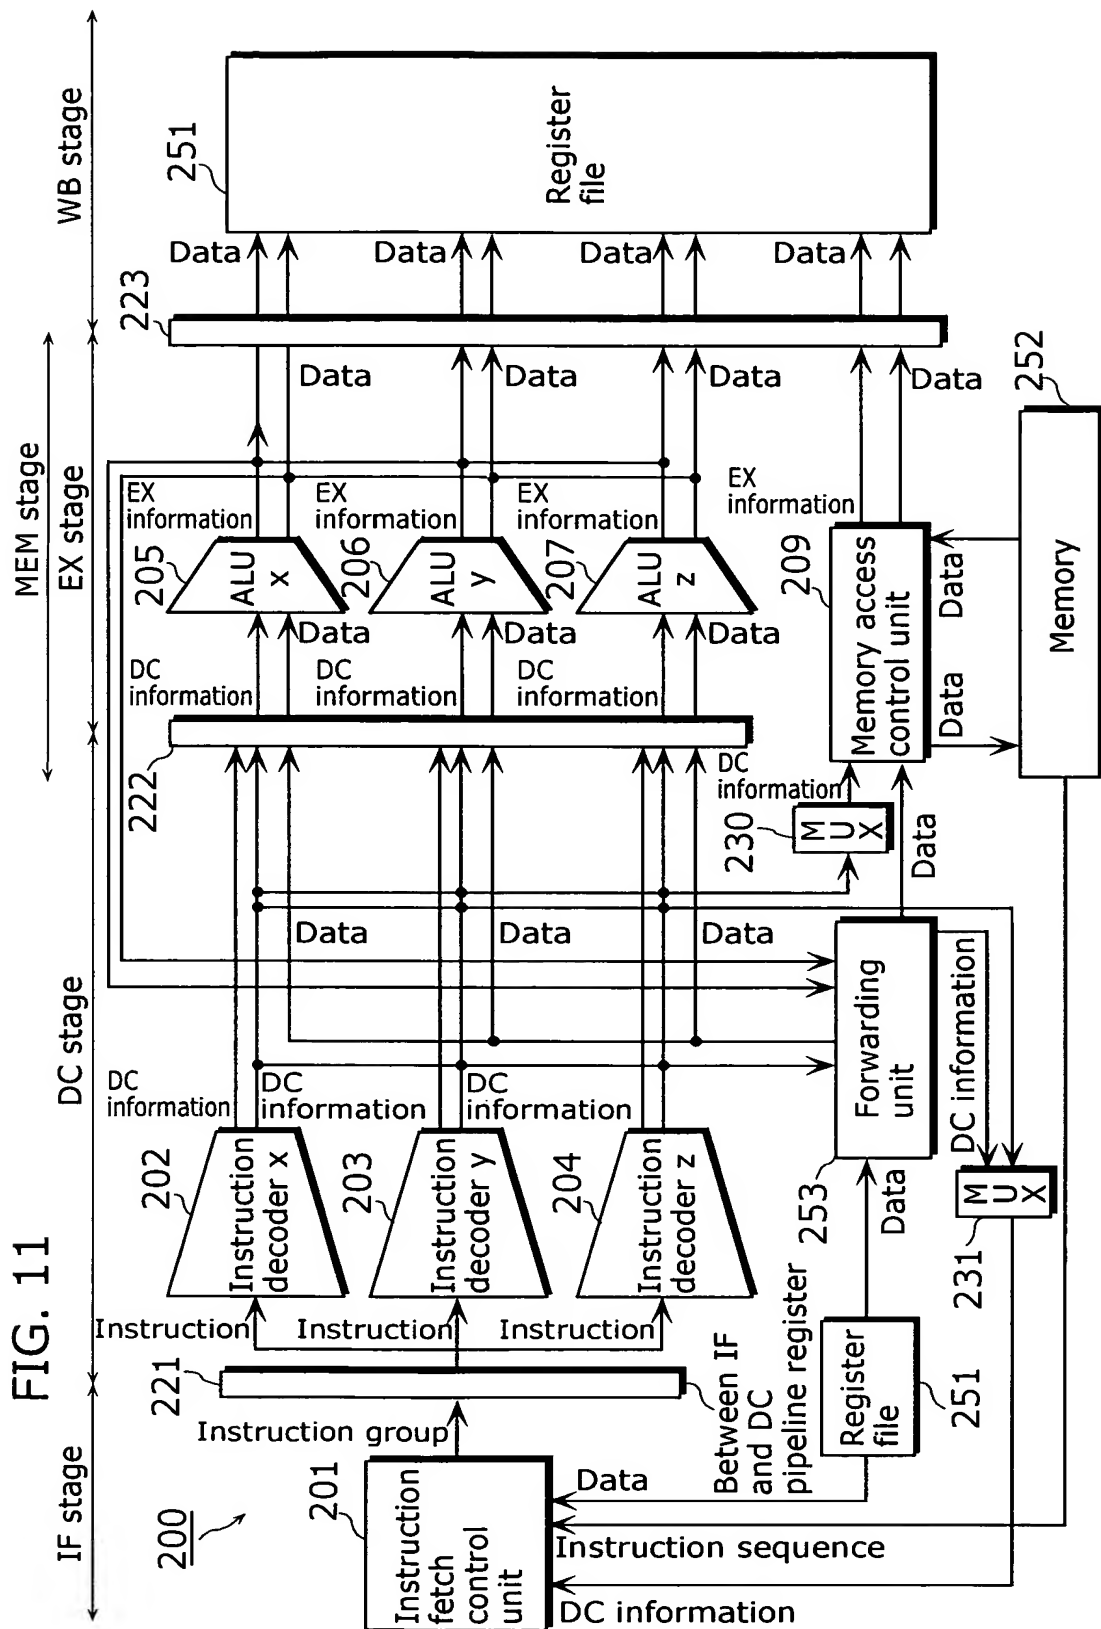 FIG. 11
IF stage
DC stage
MEM stage
EX stage
WB stage
200
201
Instruction
fetch
control
unit
Instruction group
221
Between IF
and DC
pipeline register
Instruction
Instruction
Instruction
202
Instruction
decoder x
203
Instruction
decoder y
204
Instruction
decoder z
DC
information
DC
information
DC
information
Data
Data
Data
222
DC
information
DC
information
DC
information
Data
Data
Data
205
ALU
x
206
ALU
y
207
ALU
z
EX
information
EX
information
EX
information
Data
Data
Data
Data
223
Data
Data
Data
Data
251
Register
file
Data
Instruction sequence
DC information
Register
file
251
Data
253
Forwarding
unit
DC information
231
MUX
Data
230
MUX
DC
information
209
Memory access
control unit
EX
information
Data
Data
252
Memory